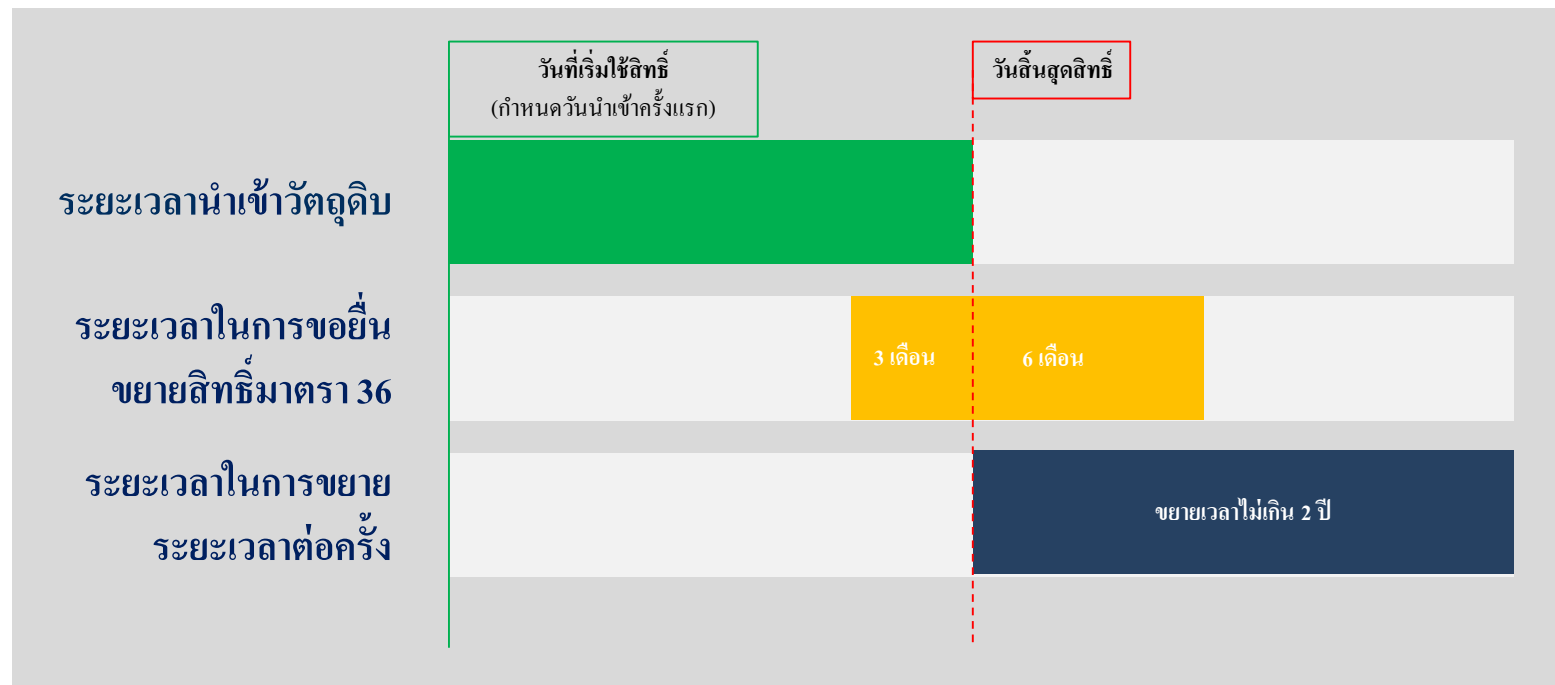 วันที่เริ่มใช้สิทธิ์
(กำหนดวันนำเข้าครั้งแรก)
วันสิ้นสุดสิทธิ์
ระยะเวลานำเข้าวัตถุดิบ
ระยะเวลาในการขอยื่น
ขยายสิทธิ์มาตรา 36
3 เดือน
6 เดือน
ระยะเวลาในการขยาย
ระยะเวลาต่อครั้ง
ขยายเวลาไม่เกิน 2 ปี